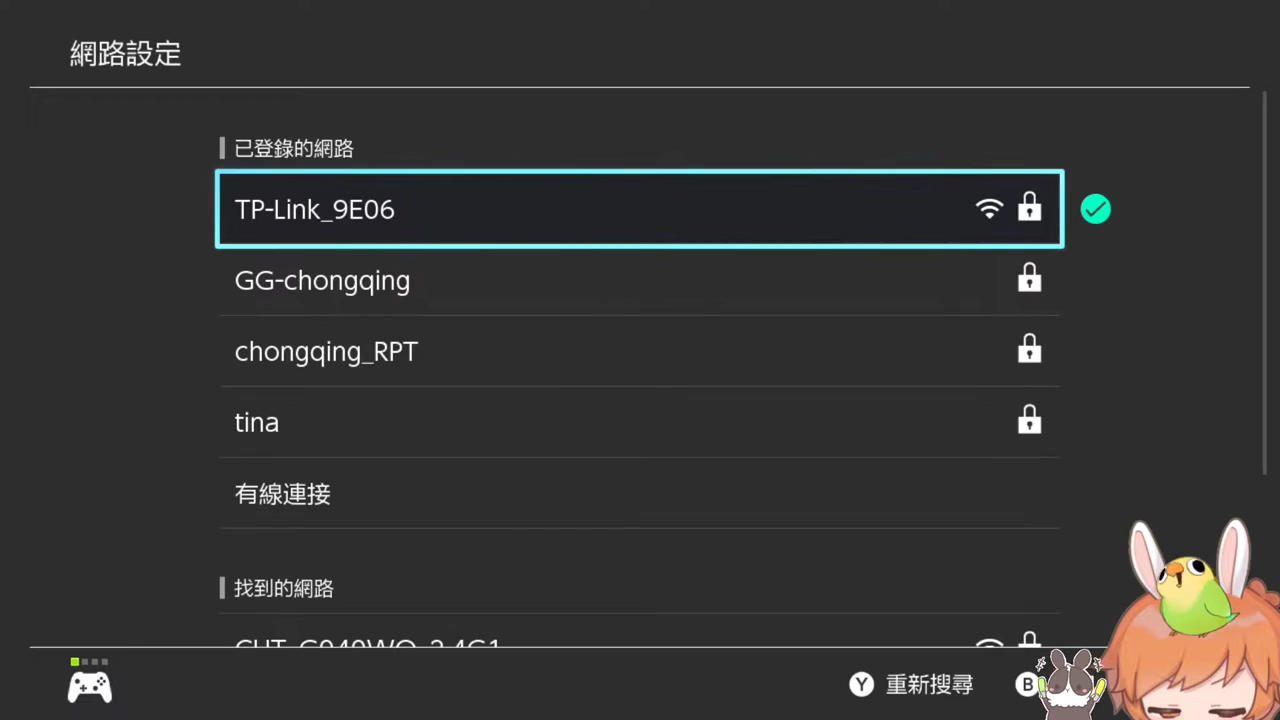 網路設定
已登錄的網路
TP-Link_9E06
GG-chongqing
chongqing_RPT
tina
有線連接
找到的網路
Y 重新搜尋
B